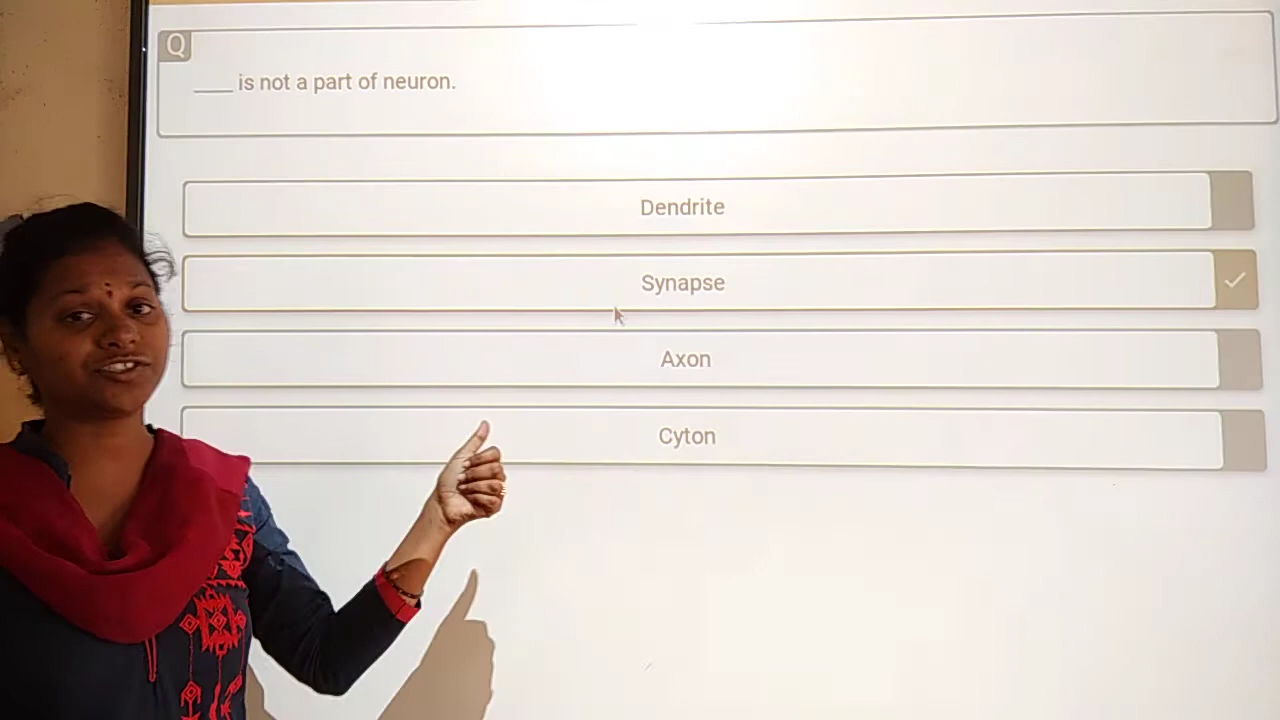 Q
____ is not a part of neuron.
Dendrite
Synapse
Axon
Cyton